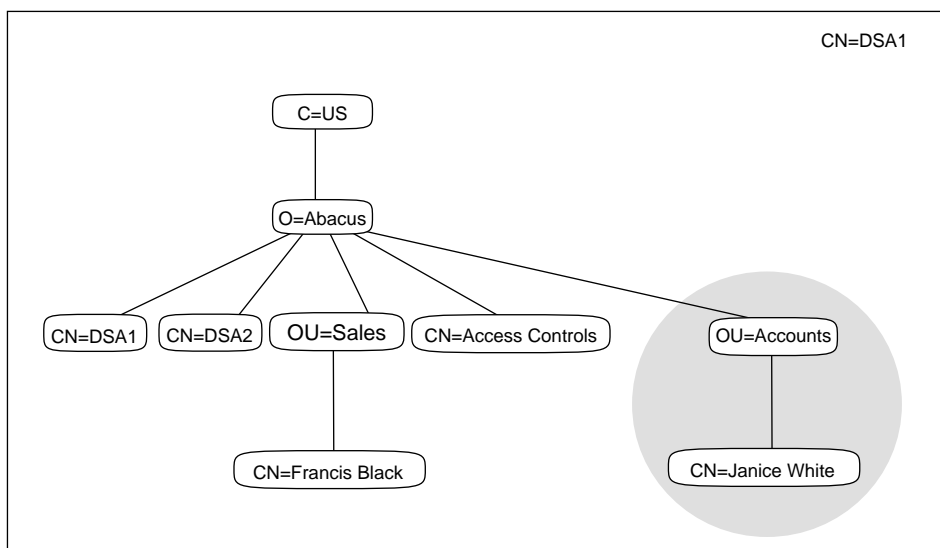 CN=DSA1
C=US
O=Abacus
CN=DSA1
CN=DSA2
OU=Sales
CN=Access Controls
OU=Accounts
CN=Francis Black
CN=Janice White